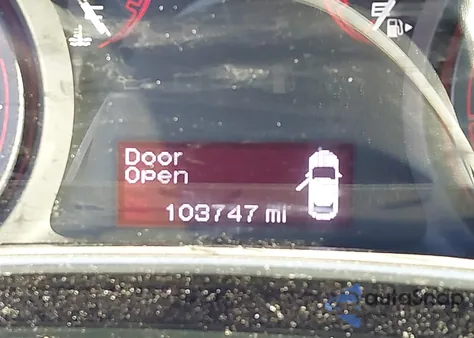 E
Door
Open
103747 mi
autoSnap